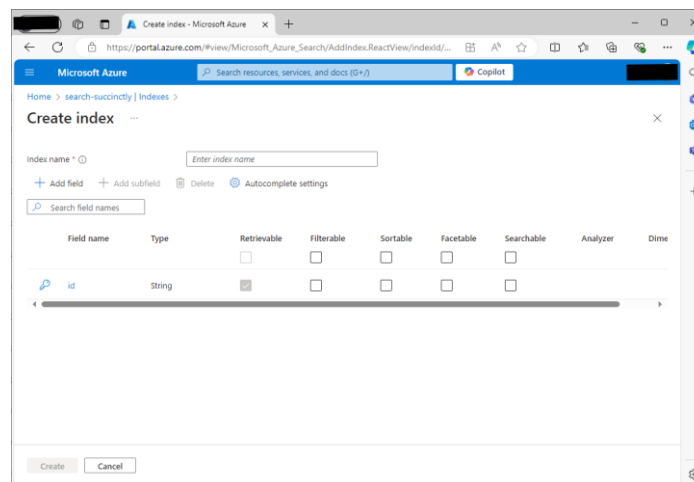 Create index - Microsoft Azure
https://portal.azure.com/#view/Microsoft_Azure_Search/AddIndex.ReactView/indexId/...
Microsoft Azure
Search resources, services, and docs (G+/)
Copilot
Home > search-succinctly | Indexes >
Create index ...
Index name *
Enter index name
+ Add field + Add subfield Delete Autocomplete settings
Search field names
Field name Type Retrievable Filterable Sortable Facetable Searchable Analyzer Dime
id String
Create Cancel